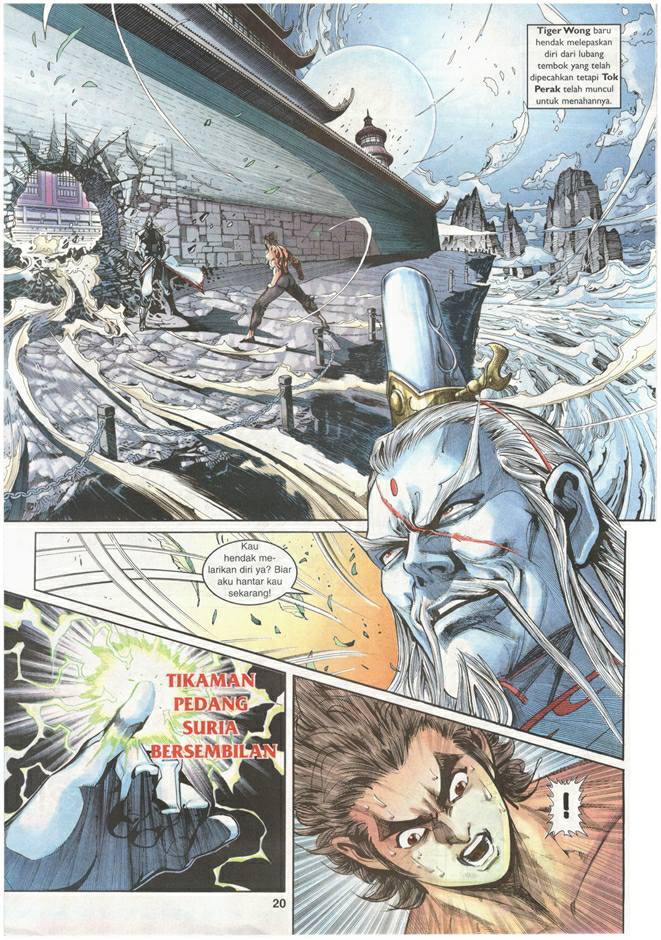 Tiger Wong baru
hendak melepaskan
diri dari lubang
tembok yang telah
dipecahkan tetapi Tok
Perak telah muncul
untuk menahannya.
Kau
hendak me-
larikan diri ya? Biar
aku hantar kau
sekarang!
TIKAMAN
PEDANG
SURIA
BERSEMBILAN
!
20